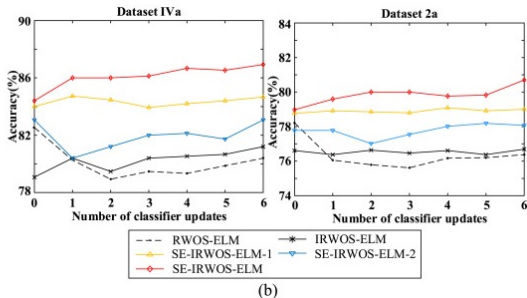 Dataset IVa
Accuracy(%)
90
86
82
78
0 1 2 3 4 5 6
Number of classifier updates
Dataset 2a
Accuracy(%)
84
82
80
78
76
74
0 1 2 3 4 5 6
Number of classifier updates
RWOS-ELM
IRWOS-ELM
SE-IRWOS-ELM-1
SE-IRWOS-ELM-2
SE-IRWOS-ELM
(b)